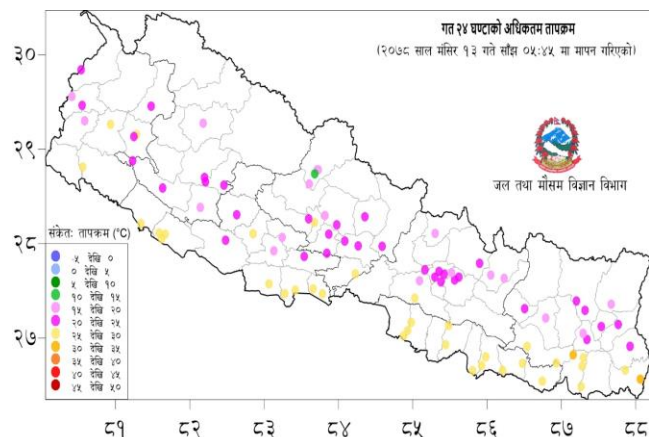 गत २४ घण्टाको अधिकतम तापक्रम
(२०७८ साल मंसिर १३ गते साँझ ०५:४५ मा मापन गरिएको)
जल तथा मौसम विज्ञान विभाग
३०
२९
२८
२७
संकेतः तापक्रम (°C)
-५ देखि ०
० देखि ५
५ देखि १०
१० देखि १५
१५ देखि २०
२० देखि २५
२५ देखि ३०
३० देखि ३५
३५ देखि ४०
४० देखि ४५
४५ देखि ५०
८१ ८२ ८३ ८४ ८५ ८६ ८७ ८८